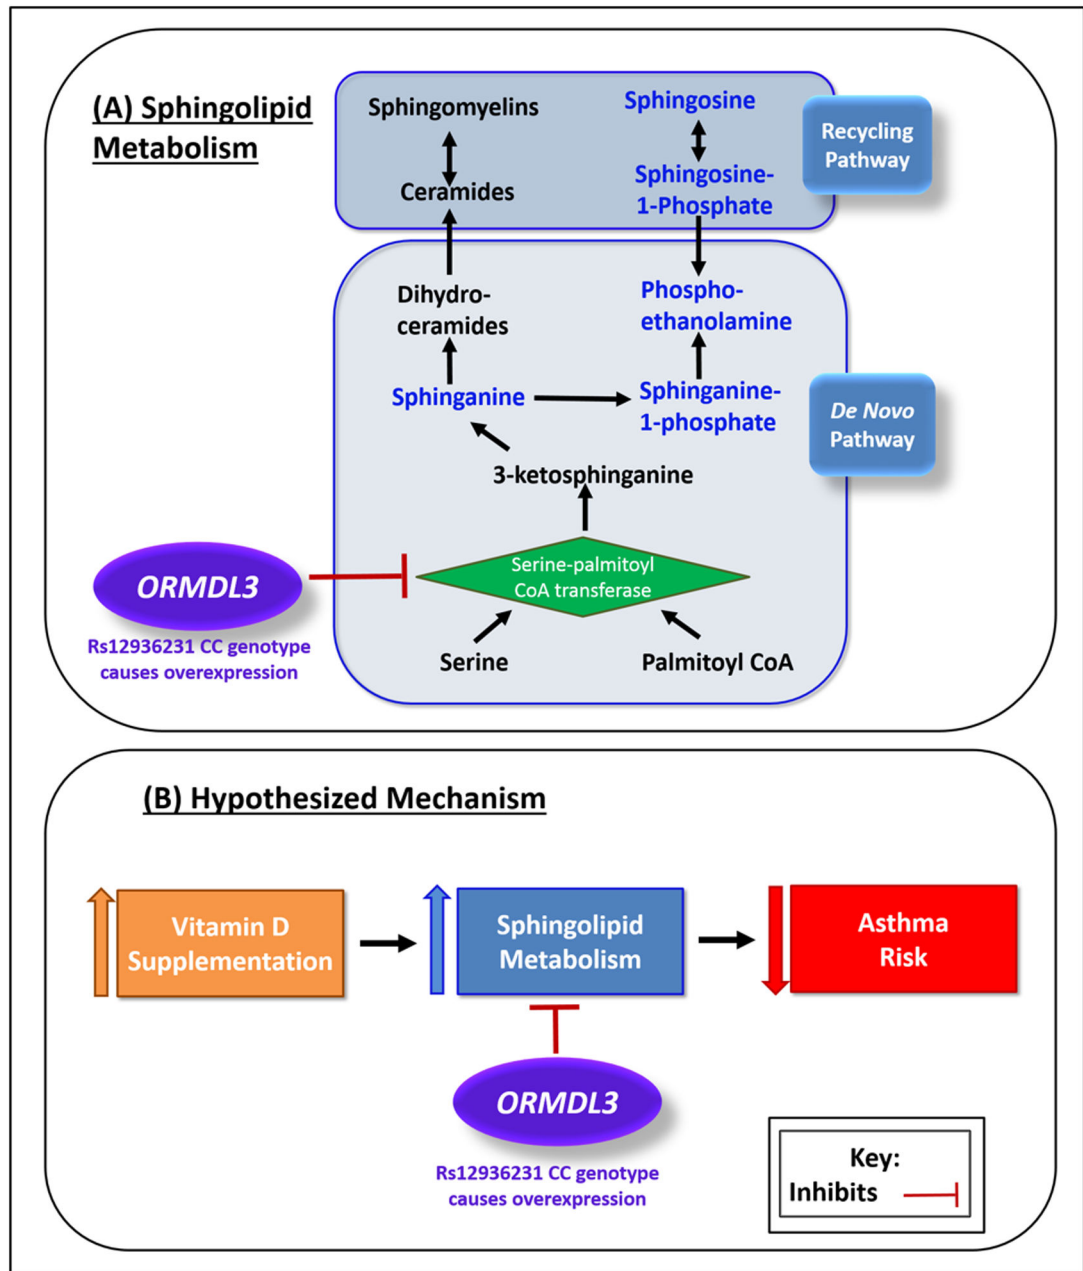 (A) Sphingolipid
Metabolism
Sphingomyelins
Ceramides
Sphingosine
Sphingosine-
1-Phosphate
Recycling
Pathway
Dihydro-
ceramides
Phospho-
ethanolamine
Sphinganine
Sphinganine-
1-phosphate
De Novo
Pathway
3-ketosphinganine
Serine-palmitoyl
CoA transferase
ORMDL3
Rs12936231 CC genotype
causes overexpression
Serine
Palmitoyl CoA
(B) Hypothesized Mechanism
Vitamin D
Supplementation
Sphingolipid
Metabolism
Asthma
Risk
ORMDL3
Rs12936231 CC genotype
causes overexpression
Key:
Inhibits